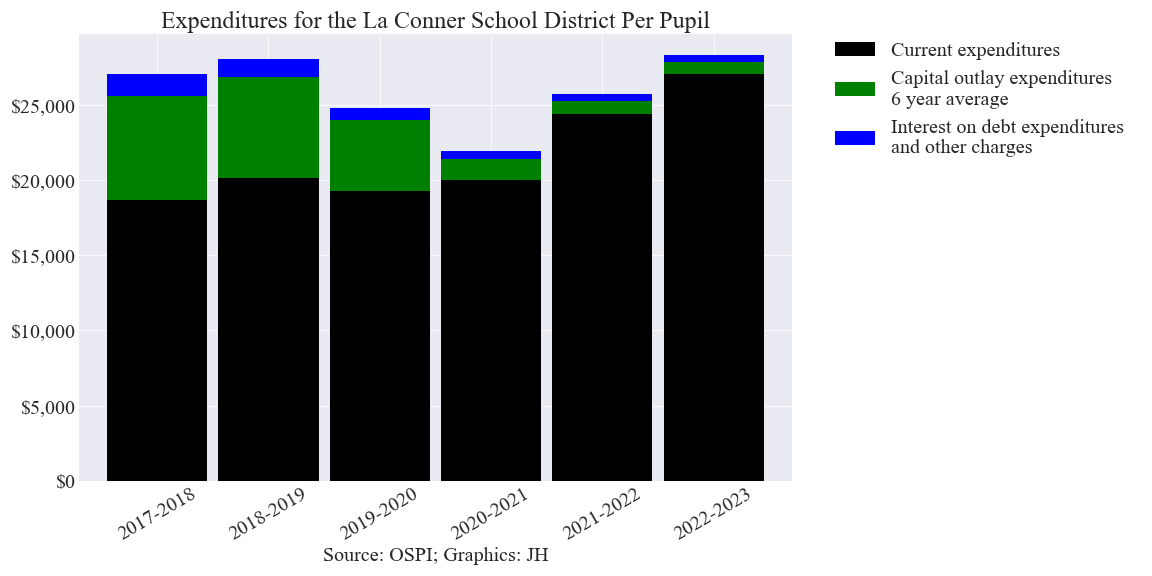 Expenditures for the La Conner School District Per Pupil
Current expenditures
Capital outlay expenditures
6 year average
Interest on debt expenditures
and other charges
$25,000
$20,000
$15,000
$10,000
$5,000
$0
2017-2018
2018-2019
2019-2020
2020-2021
2021-2022
2022-2023
Source: OSPI; Graphics: JH